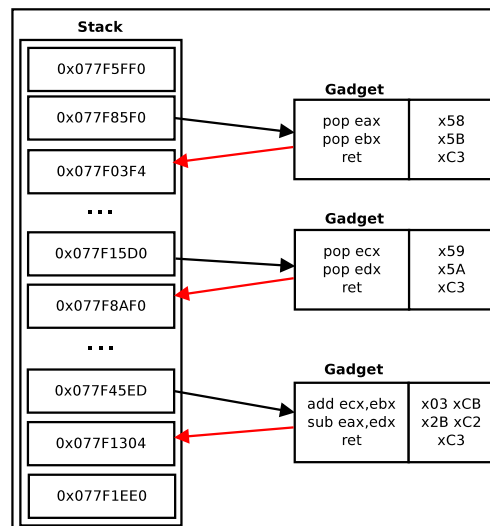 Stack
0x077F5FF0
0x077F85F0
0x077F03F4
...
0x077F15D0
0x077F8AF0
...
0x077F45ED
0x077F1304
0x077F1EE0
Gadget
pop eax x58
pop ebx x5B
ret xC3
Gadget
pop ecx x59
pop edx x5A
ret xC3
Gadget
add ecx,ebx x03 xCB
sub eax,edx x2B xC2
ret xC3